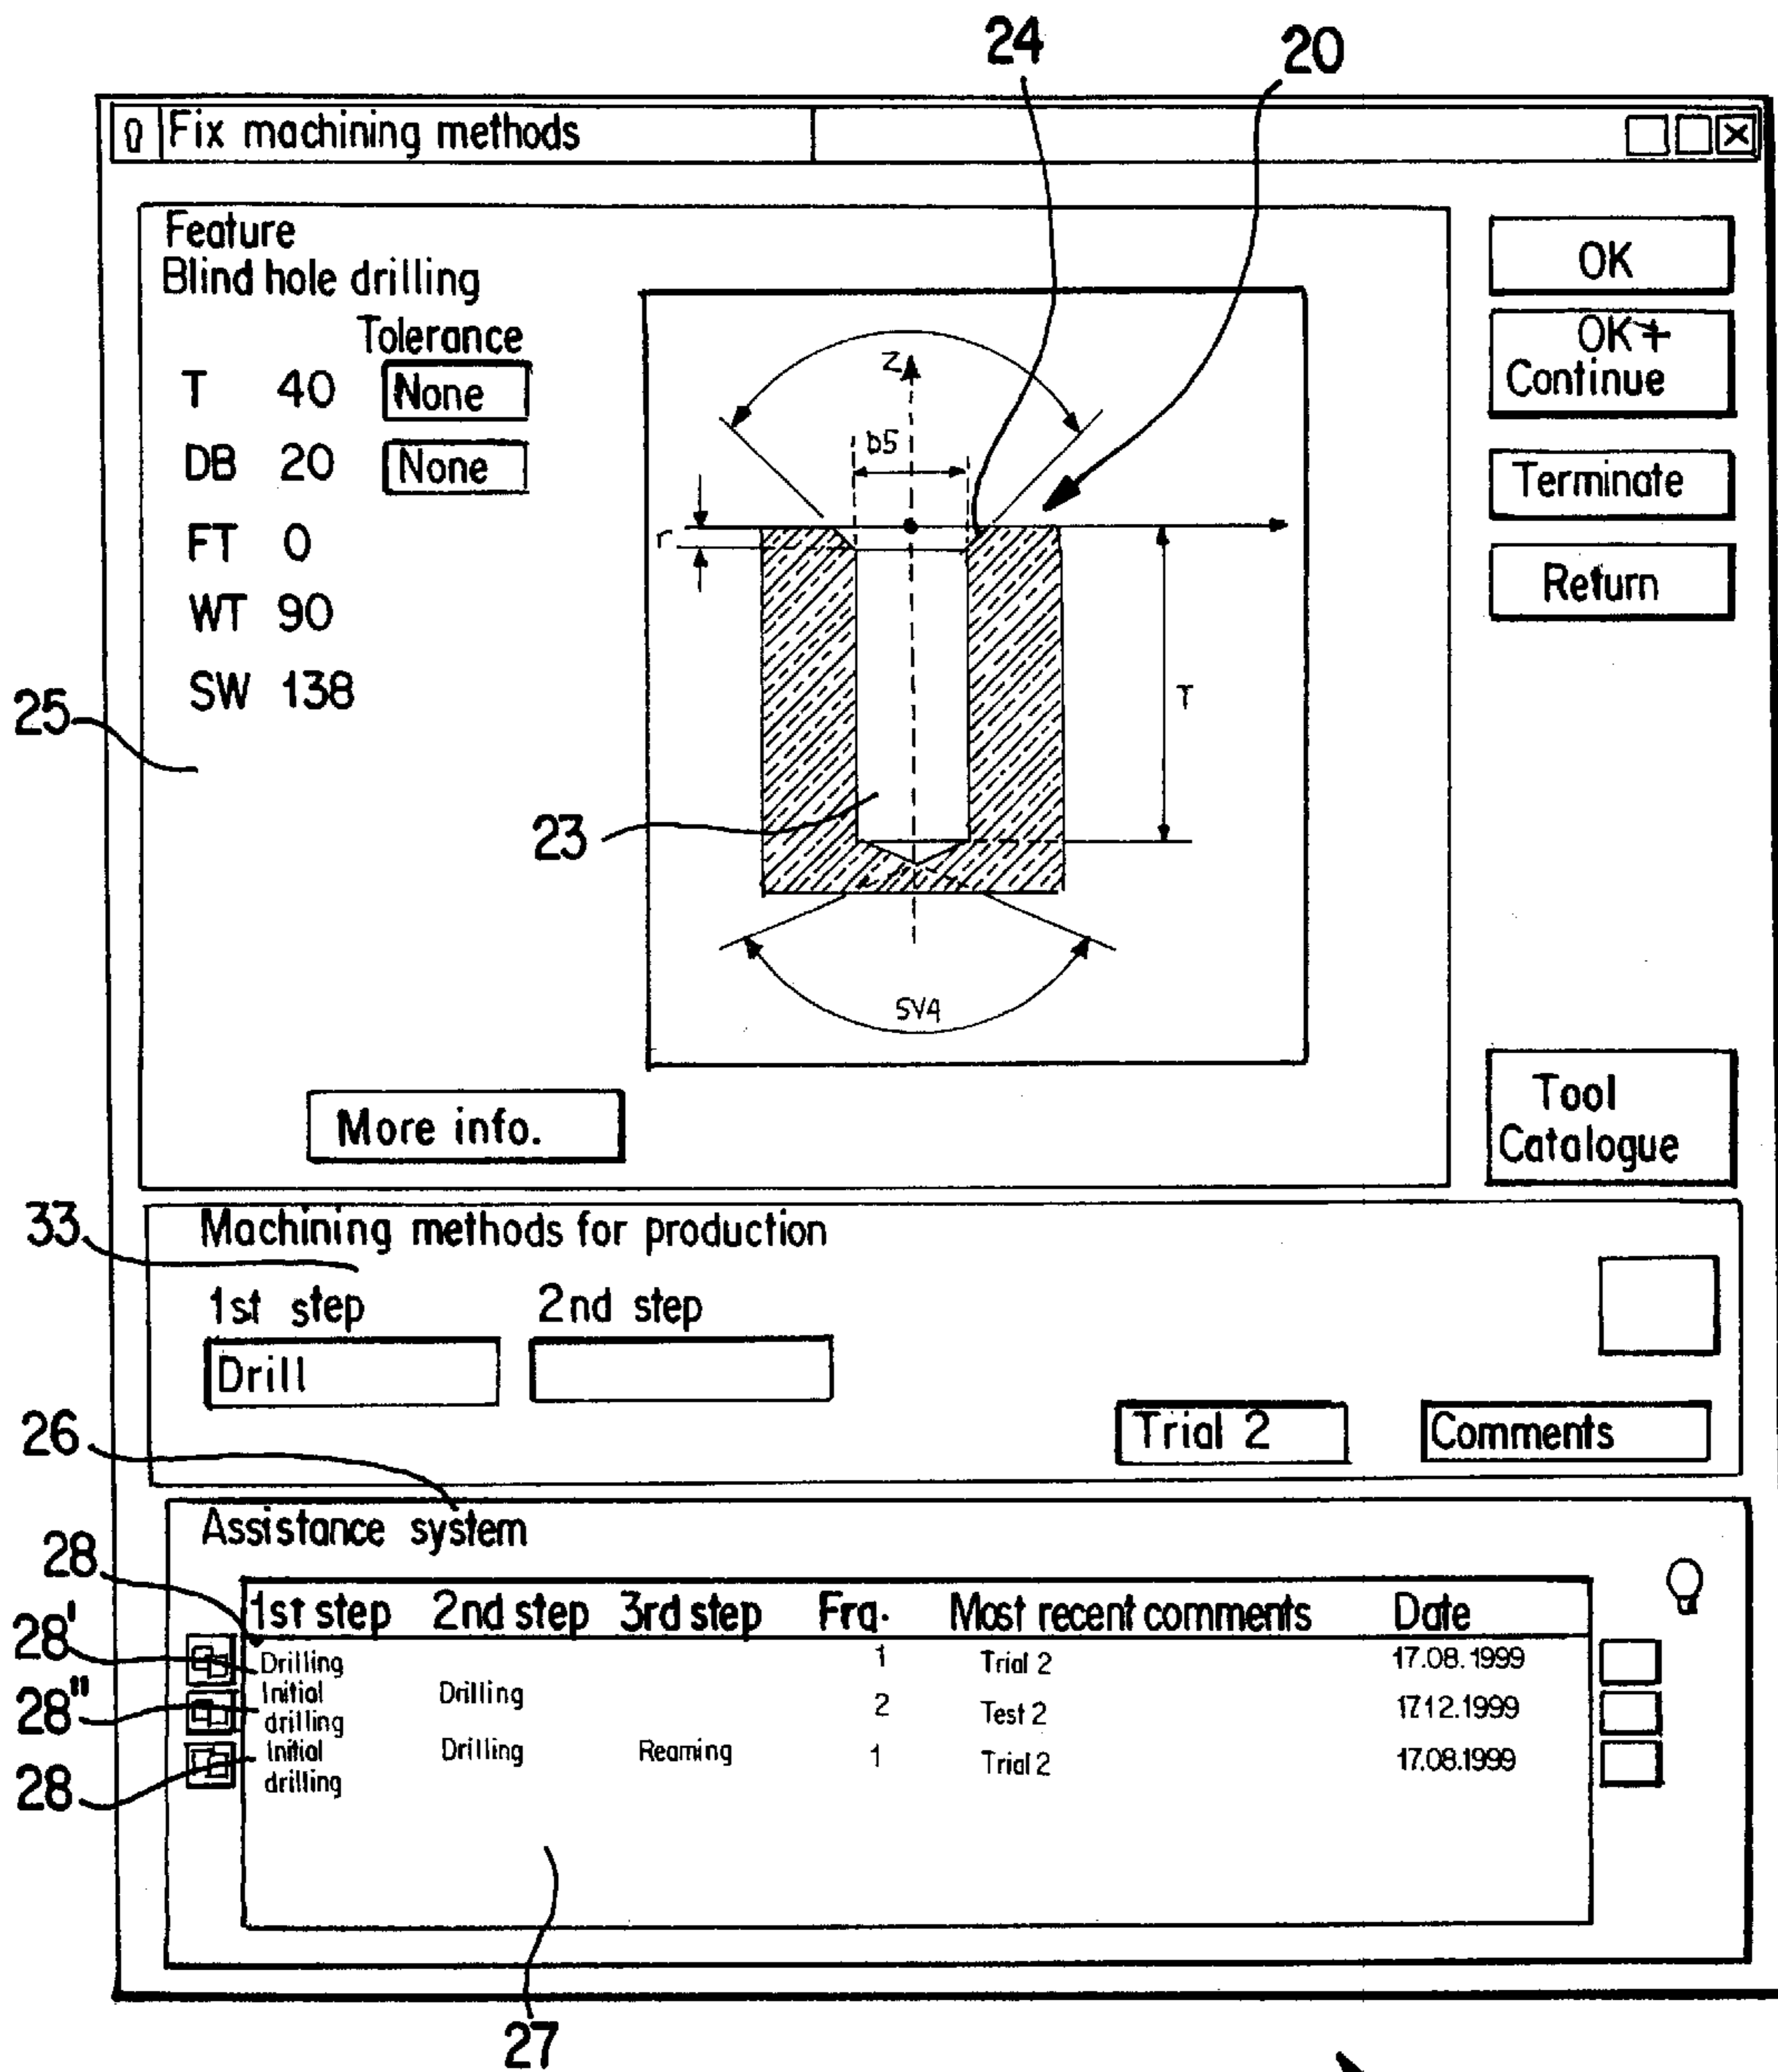 24 20
Fix machining methods
Feature
Blind hole drilling
Tolerance
T 40 None
DB 20 None
FT 0
WT 90
SW 138
25
23
Z
b5
r
T
SV4
OK
OK +
Continue
Terminate
Return
Tool
Catalogue
More info.
33
Machining methods for production
1st step 2nd step
Drill
Trial 2 Comments
26
Assistance system
28
28'
28"
28
1st step 2nd step 3rd step Fra. Most recent comments Date
Drilling 1 Trial 2 17.08.1999
Initial
drilling Drilling 2 Test 2 17.12.1999
Initial
drilling Drilling Reaming 1 Trial 2 17.08.1999
27